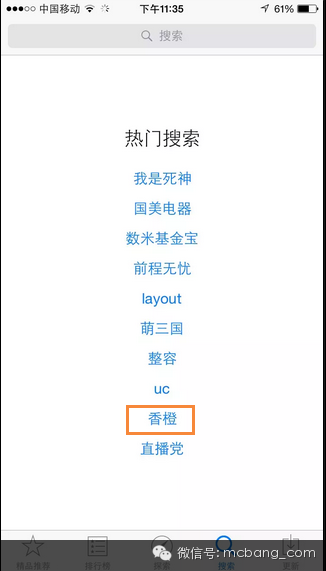 中国移动 下午11:35 61%
搜索
热门搜索
我是死神
国美电器
数米基金宝
前程无忧
layout
萌三国
整容
uc
香橙
直播党
微信号: mcbang_com
精品推荐 排行榜 探索 搜索 更新